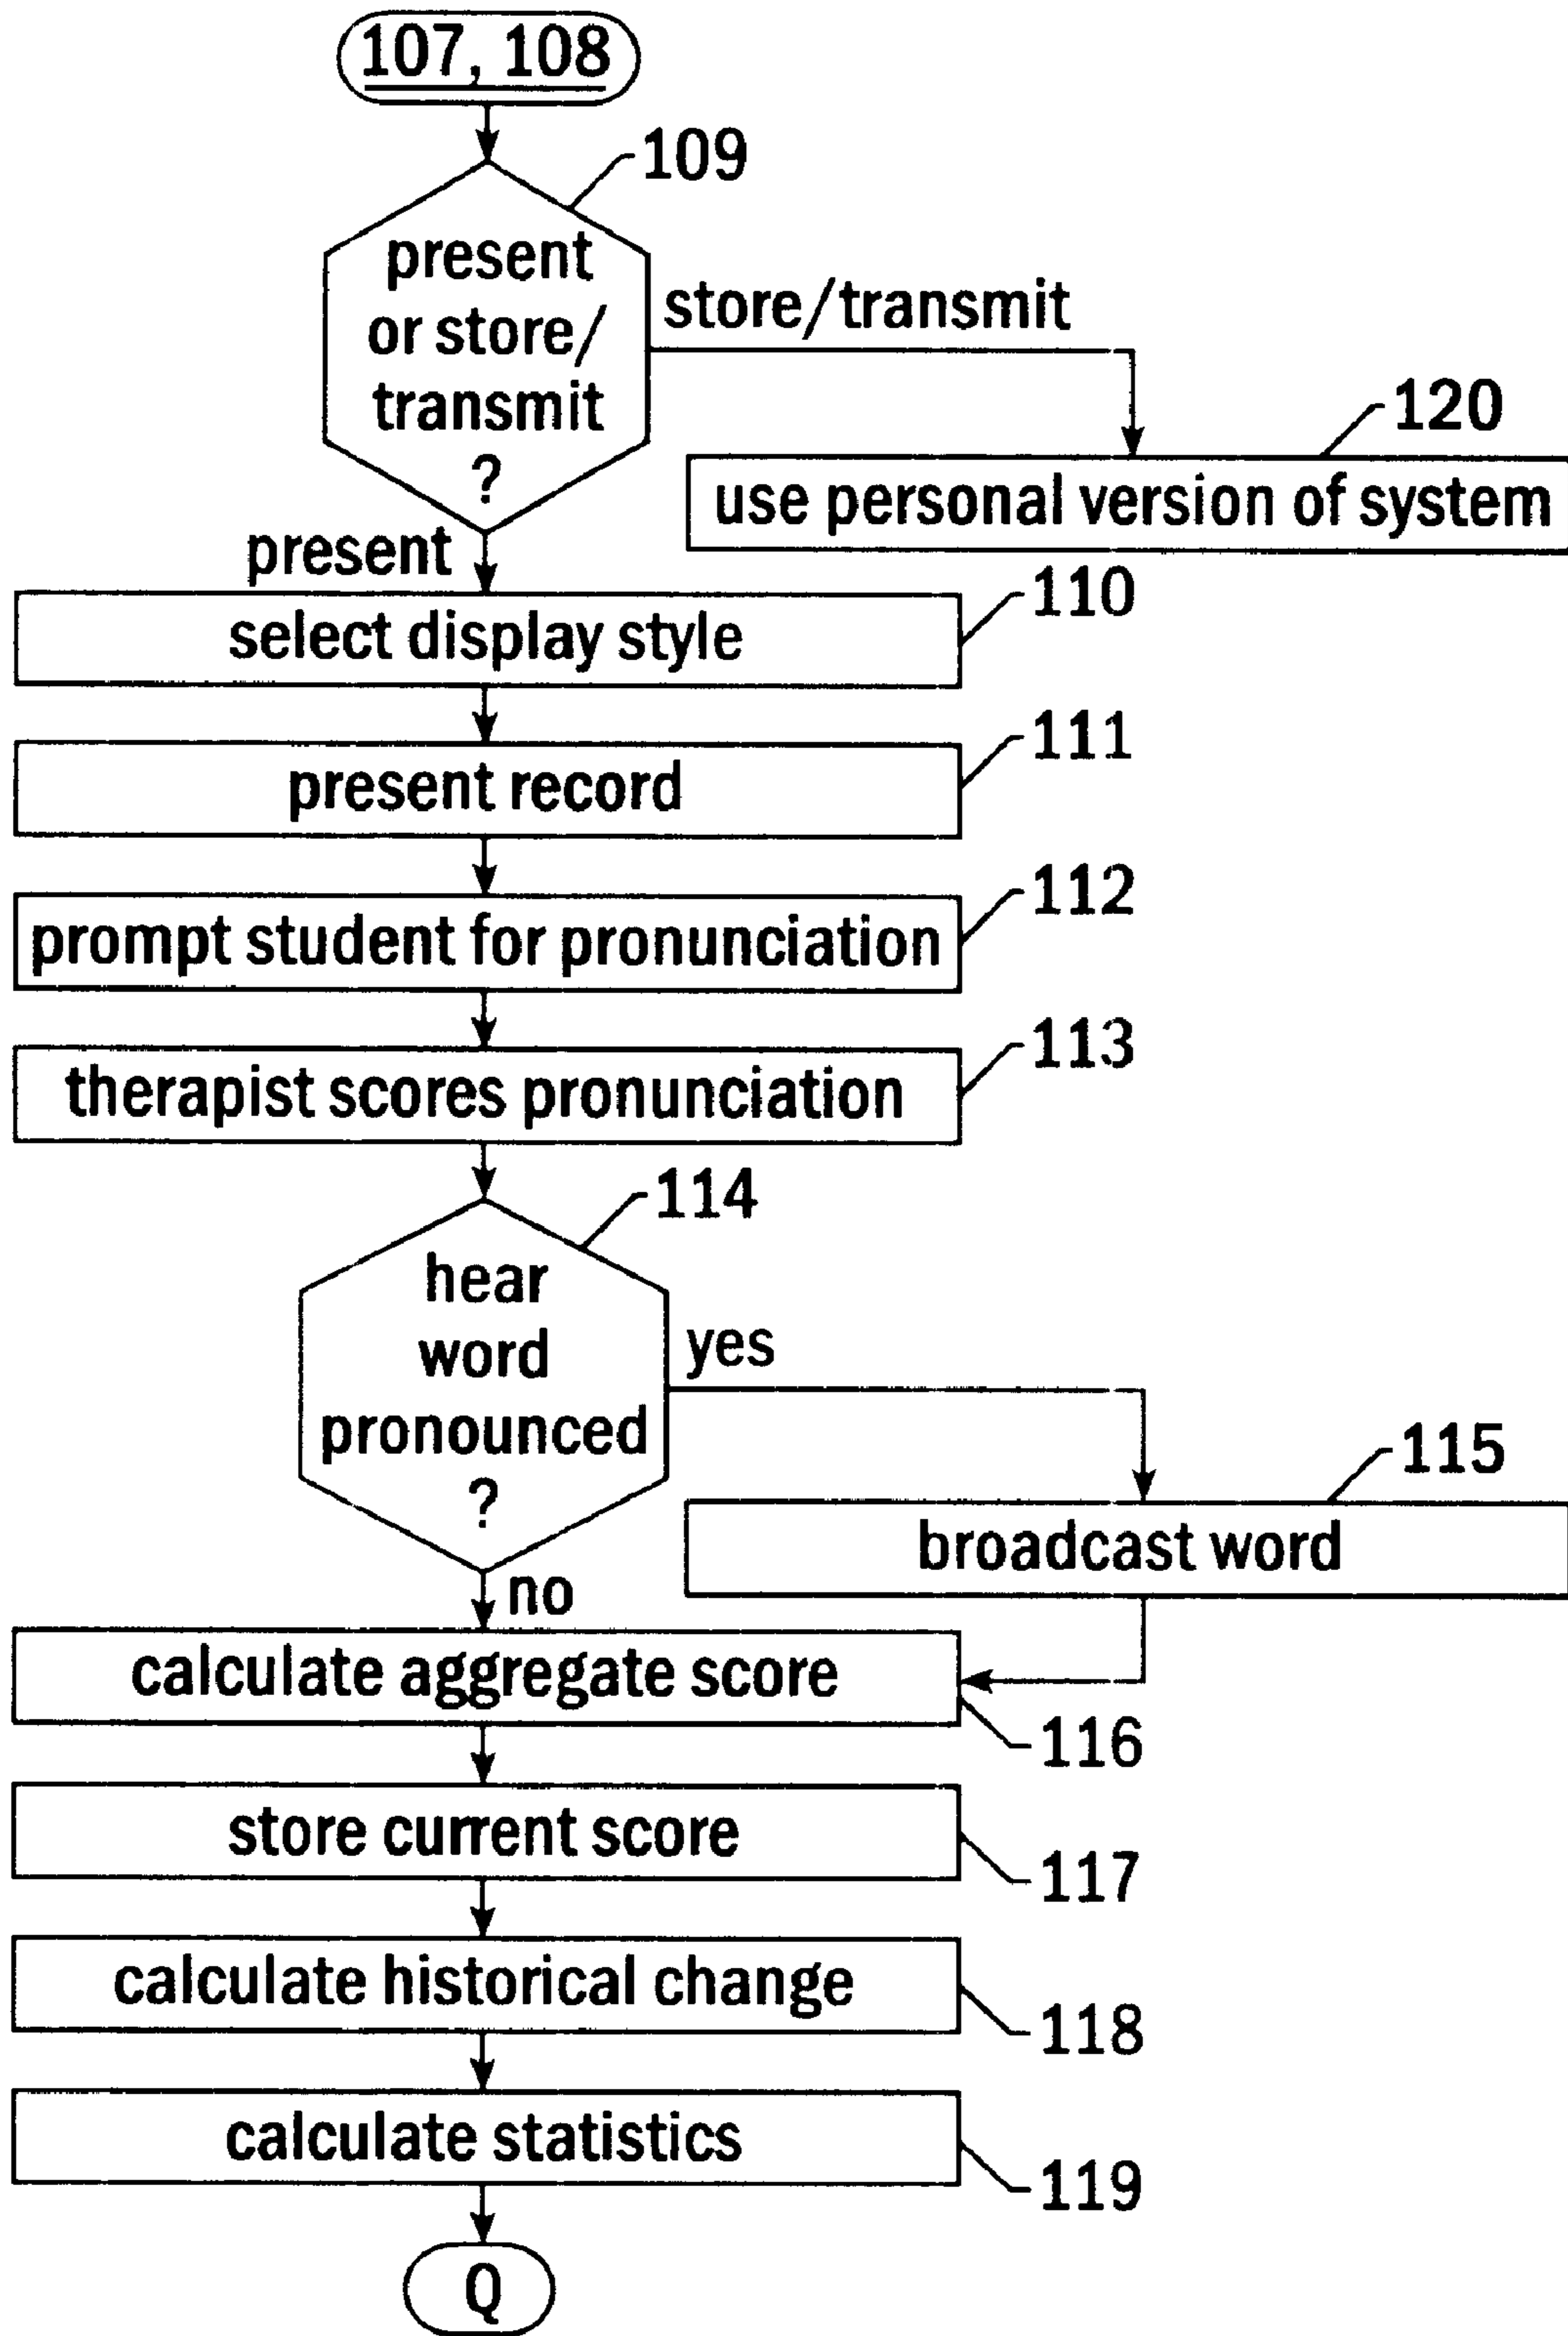 107, 108
109
present
or store/
transmit
?
store/transmit
120
use personal version of system
present
110
select display style
111
present record
112
prompt student for pronunciation
113
therapist scores pronunciation
114
hear
word
pronounced
?
yes
115
broadcast word
no
calculate aggregate score
116
store current score
117
calculate historical change
118
calculate statistics
119
Q